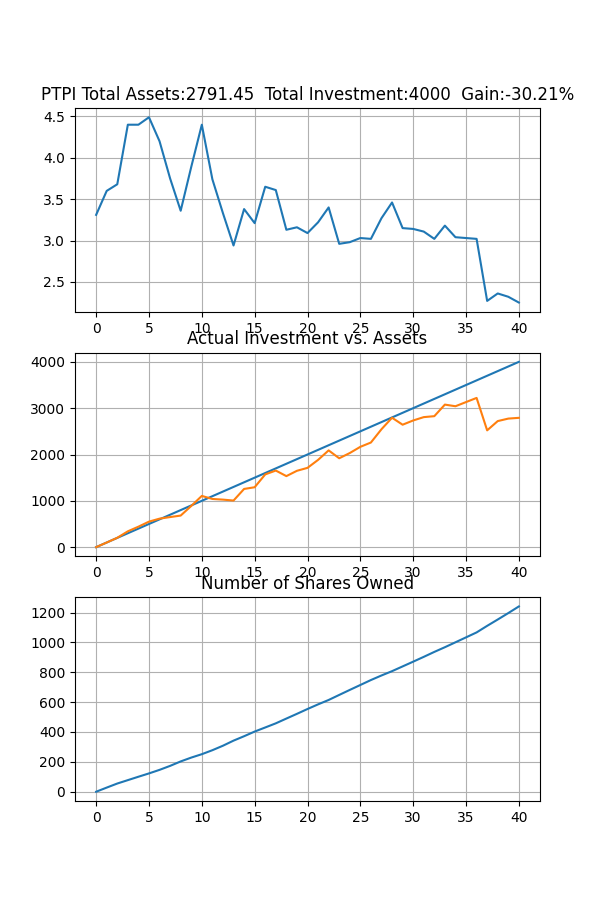 PTPI Total Assets:2791.45  Total Investment:4000  Gain:-30.21%
4.5
4.0
3.5
3.0
2.5
0 5 10 15 20 25 30 35 40
Actual Investment vs. Assets
4000
3000
2000
1000
0
0 5 10 15 20 25 30 35 40
Number of Shares Owned
1200
1000
800
600
400
200
0
0 5 10 15 20 25 30 35 40